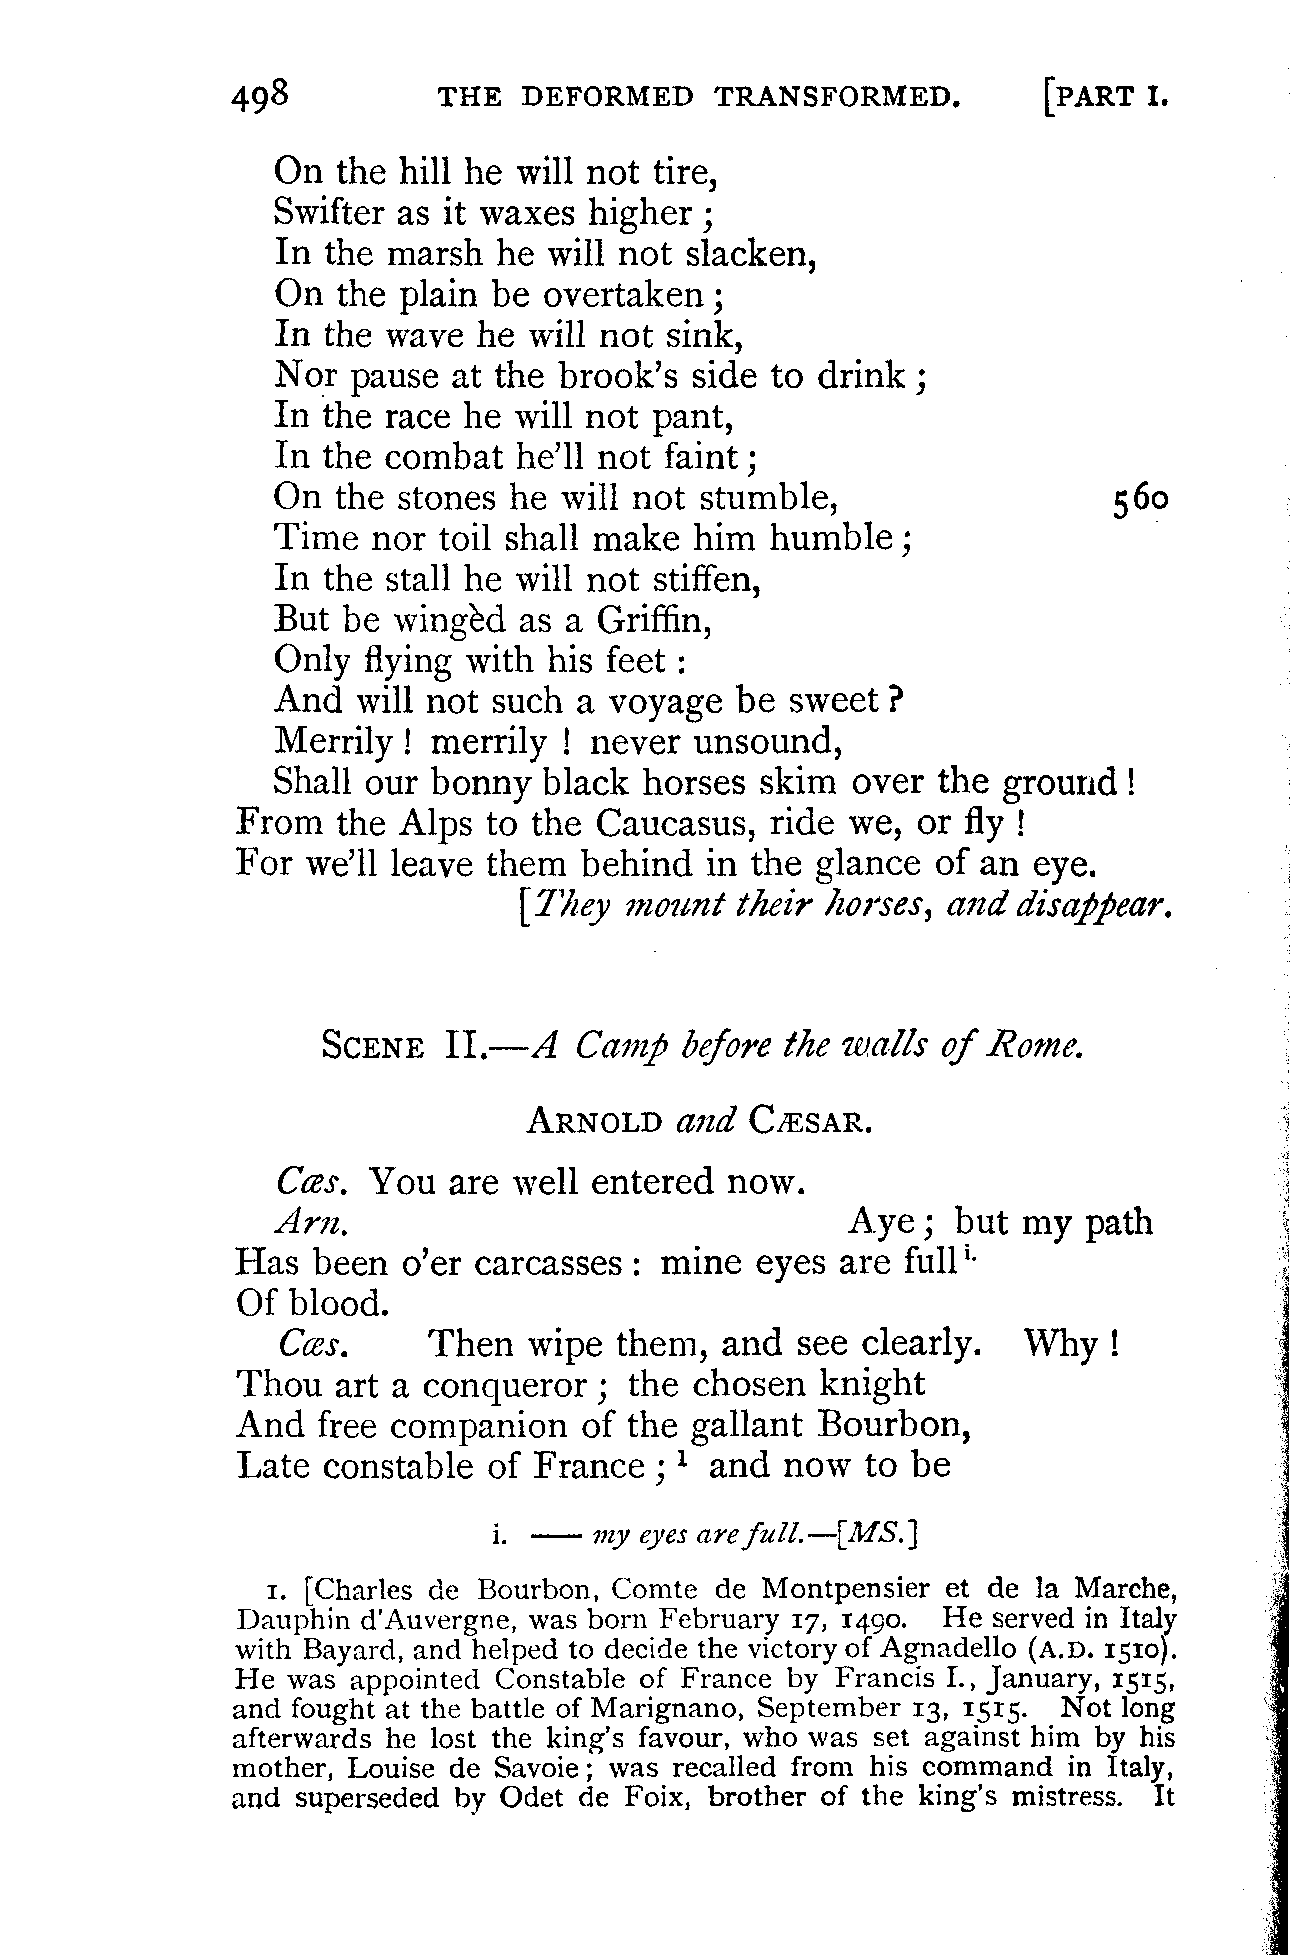 498 THE DEFORMED TRANSFORMED. [PART I.
On the hill he will not tire,
Swifter as it waxes higher ;
In the marsh he will not slacken,
On the plain be overtaken ;
In the wave he will not sink,
Nor pause at the brook's side to drink ;
In the race he will not pant,
In the combat he'll not faint ;
On the stones he will not stumble, 560
Time nor toil shall make him humble ;
In the stall he will not stiffen,
But be wingèd as a Griffin,
Only flying with his feet :
And will not such a voyage be sweet ?
Merrily ! merrily ! never unsound,
Shall our bonny black horses skim over the ground !
From the Alps to the Caucasus, ride we, or fly !
For we'll leave them behind in the glance of an eye.
[They mount their horses, and disappear.
SCENE II.—A Camp before the walls of Rome.
ARNOLD and CÆSAR.
Cæs. You are well entered now.
Arn. Aye ; but my path
Has been o'er carcasses : mine eyes are full i.
Of blood.
Cæs. Then wipe them, and see clearly. Why !
Thou art a conqueror ; the chosen knight
And free companion of the gallant Bourbon,
Late constable of France ; 1 and now to be
i. —— my eyes are full.—[MS.]
1. [Charles de Bourbon, Comte de Montpensier et de la Marche,
Dauphin d'Auvergne, was born February 17, 1490. He served in Italy
with Bayard, and helped to decide the victory of Agnadello (A.D. 1510).
He was appointed Constable of France by Francis I., January, 1515,
and fought at the battle of Marignano, September 13, 1515. Not long
afterwards he lost the king's favour, who was set against him by his
mother, Louise de Savoie ; was recalled from his command in Italy,
and superseded by Odet de Foix, brother of the king's mistress. It